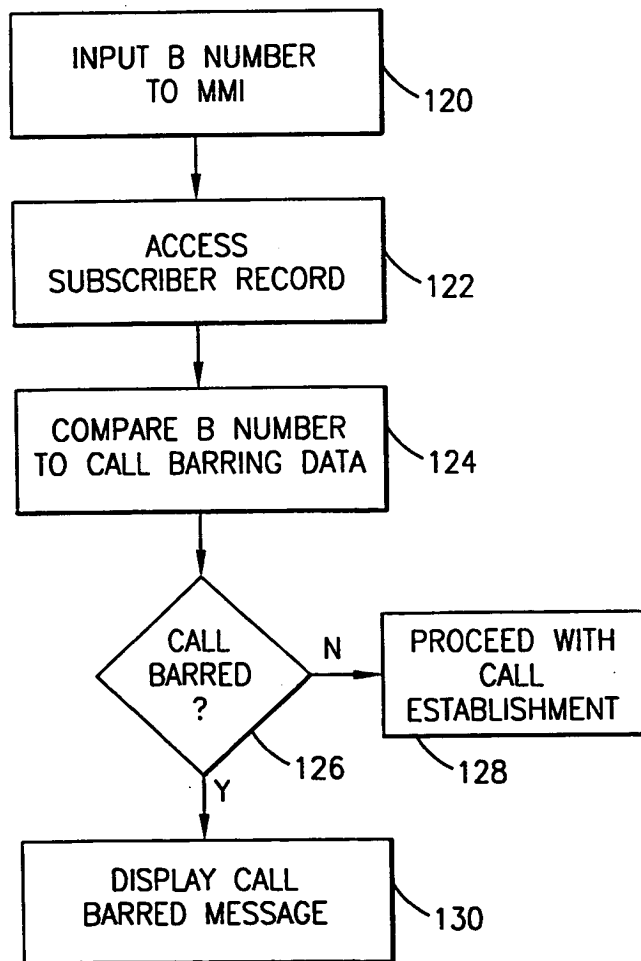 INPUT B NUMBER
TO MMI
120
ACCESS
SUBSCRIBER RECORD
122
COMPARE B NUMBER
TO CALL BARRING DATA
124
CALL
BARRED
?
126
N
PROCEED WITH
CALL
ESTABLISHMENT
128
Y
DISPLAY CALL
BARRED MESSAGE
130